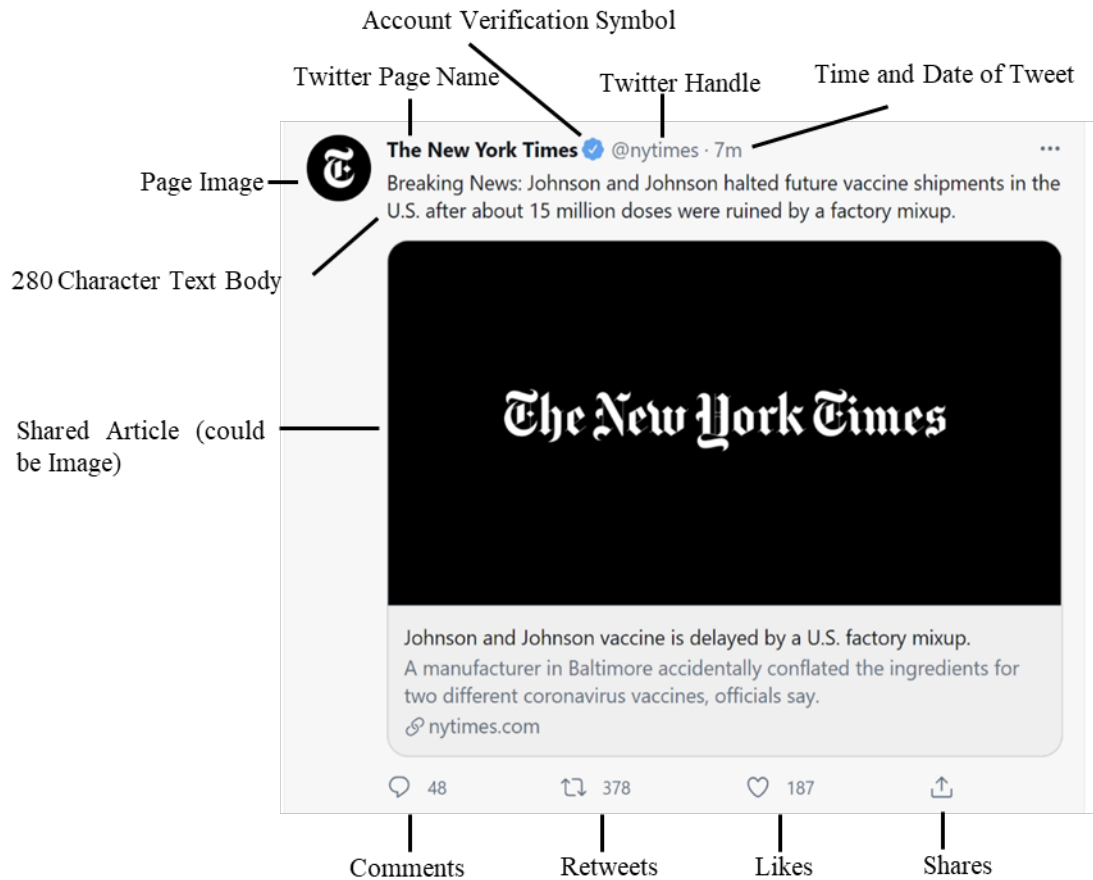 Account Verification Symbol
Twitter Page Name
Twitter Handle
Time and Date of Tweet
The New York Times @nytimes · 7m
Page Image
Breaking News: Johnson and Johnson halted future vaccine shipments in the
U.S. after about 15 million doses were ruined by a factory mixup.
280 Character Text Body
The New York Times
Shared Article (could
be Image)
Johnson and Johnson vaccine is delayed by a U.S. factory mixup.
A manufacturer in Baltimore accidentally conflated the ingredients for
two different coronavirus vaccines, officials say.
nytimes.com
48 378 187
Comments Retweets Likes Shares